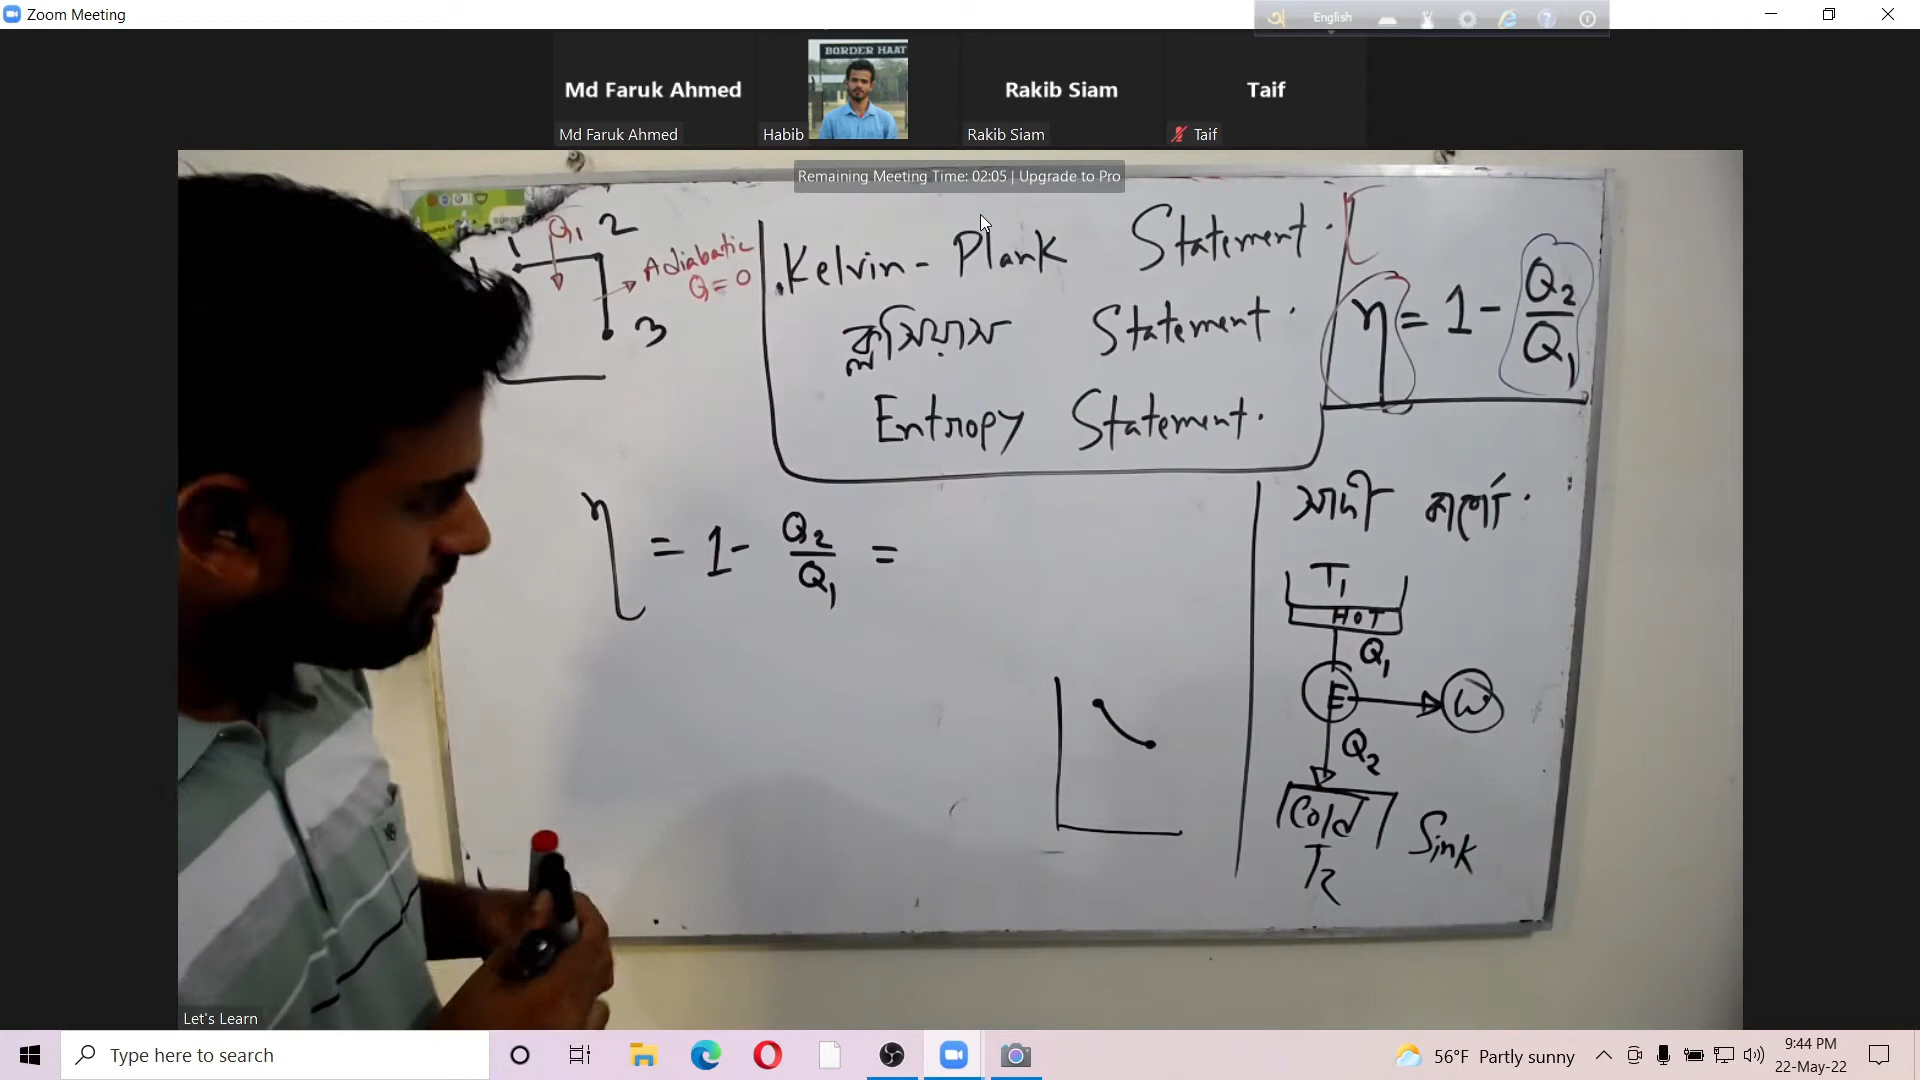 Zoom Meeting
English
BORDER HAAT
Md Faruk Ahmed
Rakib Siam
Taif
Md Faruk Ahmed
Habib
Rakib Siam
Taif
Remaining Meeting Time: 02:05 | Upgrade to Pro
Q1
1 2
Adiabatic
Q = 0
3
.Kelvin - Plank Statement.
ক্লসিয়াস Statement.
Entropy Statement.
η = 1 - Q2/Q1
η = 1 - Q2/Q1 =
সাদী কার্ণো.
T1
HOT
Q1
E
W
Q2
Cold
Sink
T2
Let's Learn
Type here to search
56°F Partly sunny
9:44 PM
22-May-22